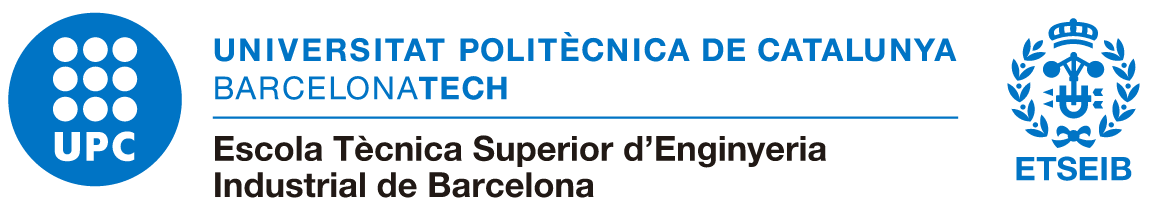 UPC
UNIVERSITAT POLITÈCNICA DE CATALUNYA
BARCELONATECH
Escola Tècnica Superior d’Enginyeria
Industrial de Barcelona
ETSEIB